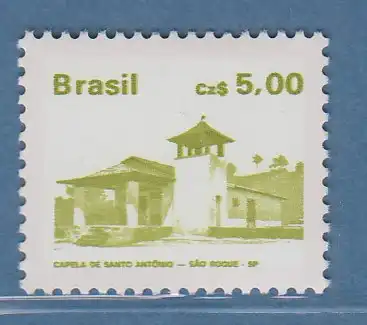 Brasil cz$ 5,00
CAPELA DE SANTO ANTÔNIO — SÃO ROQUE - SP